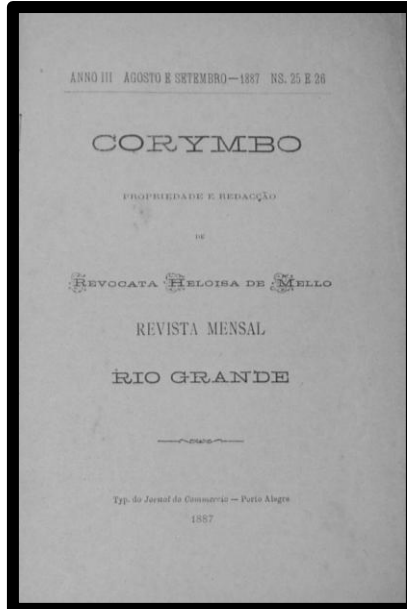 ANNO III AGOSTO E SETEMBRO—1887 NS. 25 E 26
CORYMBO
PROPRIEDADE E REDACÇÃO
DE
REVOCATA HELOISA DE MELLO
REVISTA MENSAL
RIO GRANDE
Typ. do Jornal do Commercio — Porto Alegre
1887